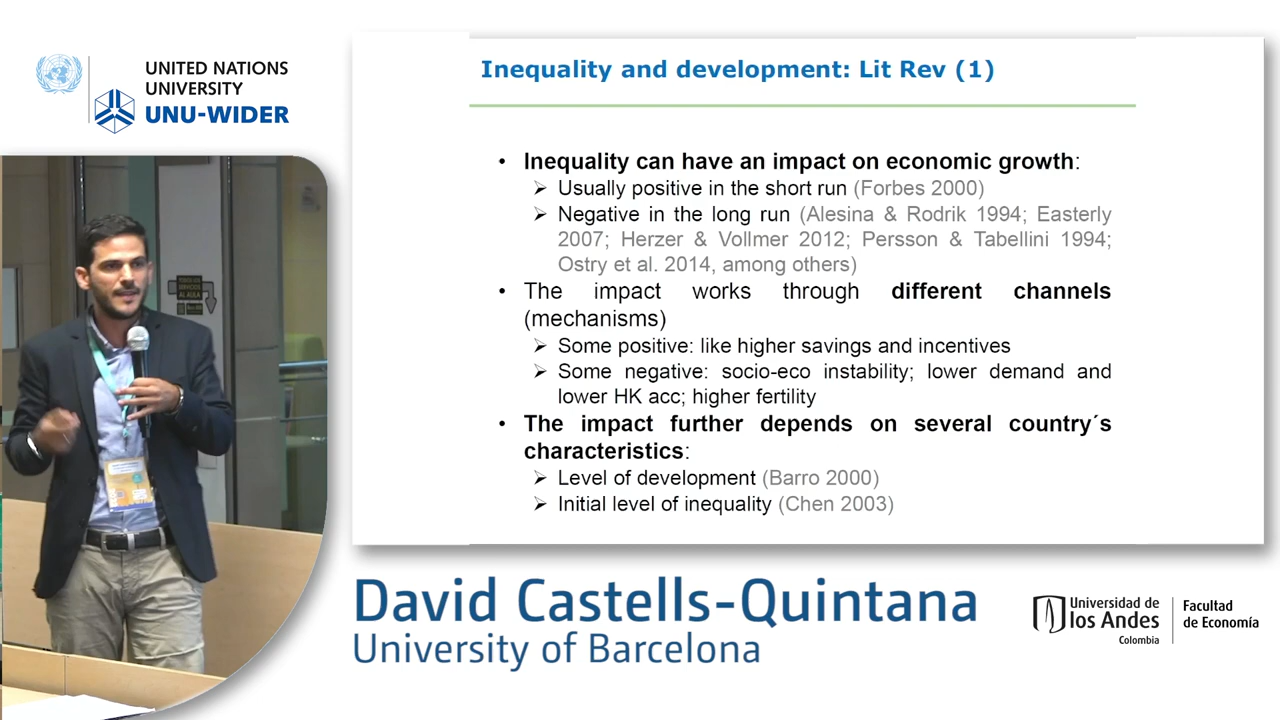 UNITED NATIONS
UNIVERSITY
UNU-WIDER
Inequality and development: Lit Rev (1)
• Inequality can have an impact on economic growth:
➢ Usually positive in the short run (Forbes 2000)
➢ Negative in the long run (Alesina & Rodrik 1994; Easterly
2007; Herzer & Vollmer 2012; Persson & Tabellini 1994;
Ostry et al. 2014, among others)
• The impact works through different channels
(mechanisms)
➢ Some positive: like higher savings and incentives
➢ Some negative: socio-eco instability; lower demand and
lower HK acc; higher fertility
• The impact further depends on several country´s
characteristics:
➢ Level of development (Barro 2000)
➢ Initial level of inequality (Chen 2003)
David Castells-Quintana
University of Barcelona
Universidad de
los Andes
Colombia
Facultad
de Economía